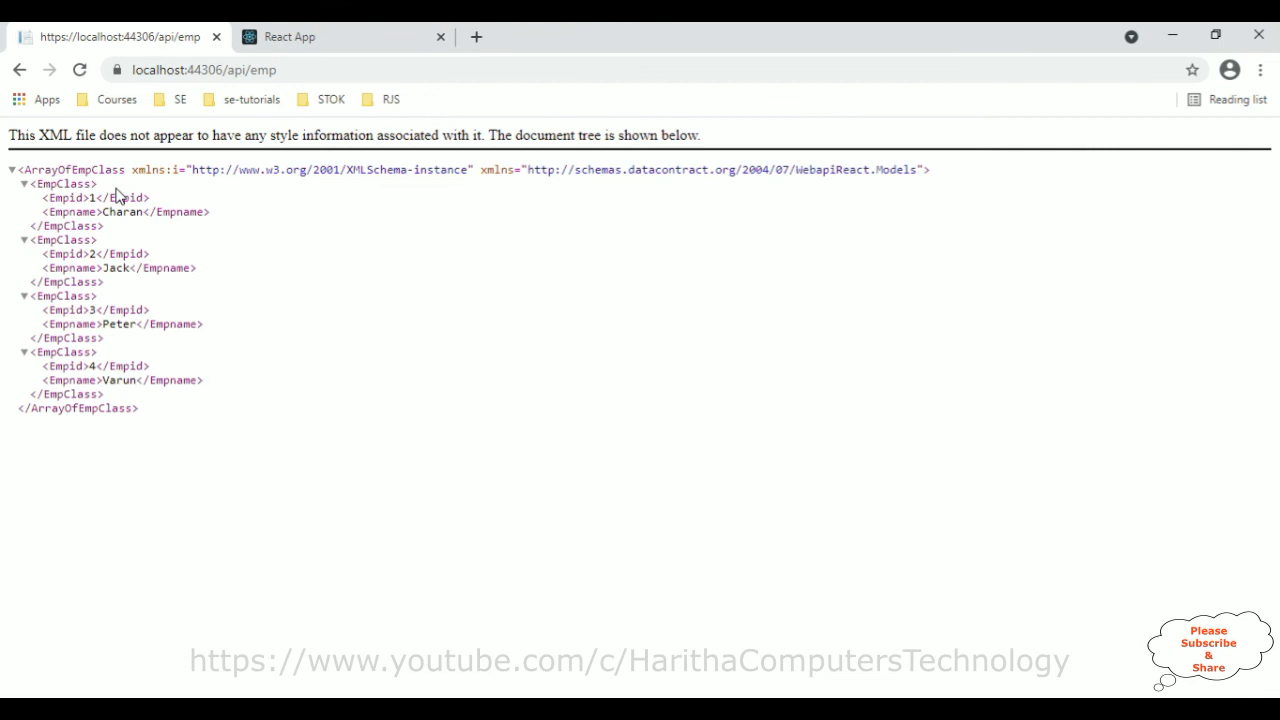 https://localhost:44306/api/emp
React App
localhost:44306/api/emp
Apps
Courses
SE
se-tutorials
STOK
RJS
Reading list
This XML file does not appear to have any style information associated with it. The document tree is shown below.
<ArrayOfEmpClass xmlns:i="http://www.w3.org/2001/XMLSchema-instance" xmlns="http://schemas.datacontract.org/2004/07/WebapiReact.Models">
<EmpClass>
<Empid>1</Empid>
<Empname>Charan</Empname>
</EmpClass>
<EmpClass>
<Empid>2</Empid>
<Empname>Jack</Empname>
</EmpClass>
<EmpClass>
<Empid>3</Empid>
<Empname>Peter</Empname>
</EmpClass>
<EmpClass>
<Empid>4</Empid>
<Empname>Varun</Empname>
</EmpClass>
</ArrayOfEmpClass>
Please
Subscribe
&
Share
https://www.youtube.com/c/HarithaComputersTechnology